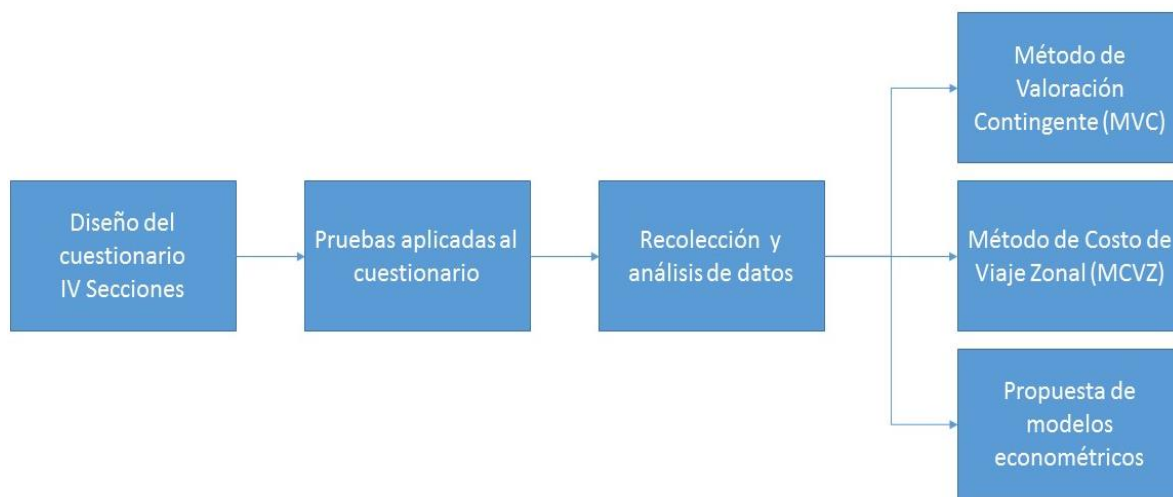 Diseño del
cuestionario
IV Secciones
Pruebas aplicadas al
cuestionario
Recolección y
análisis de datos
Método de
Valoración
Contingente (MVC)
Método de Costo de
Viaje Zonal (MCVZ)
Propuesta de
modelos
econométricos